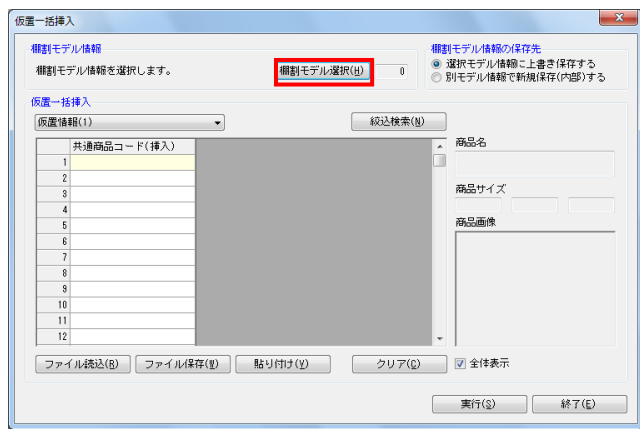 仮置一括挿入
棚割モデル情報
棚割モデル情報を選択します。
棚割モデル選択(H)
0
棚割モデル情報の保存先
選択モデル情報に上書き保存する
別モデル情報で新規保存(内部)する
仮置一括挿入
仮置情報(1)
絞込検索(N)
共通商品コード(挿入)
1
2
3
4
5
6
7
8
9
10
11
12
商品名
商品サイズ
商品画像
ファイル読込(R)
ファイル保存(W)
貼り付け(V)
クリア(C)
全体表示
実行(S)
終了(E)